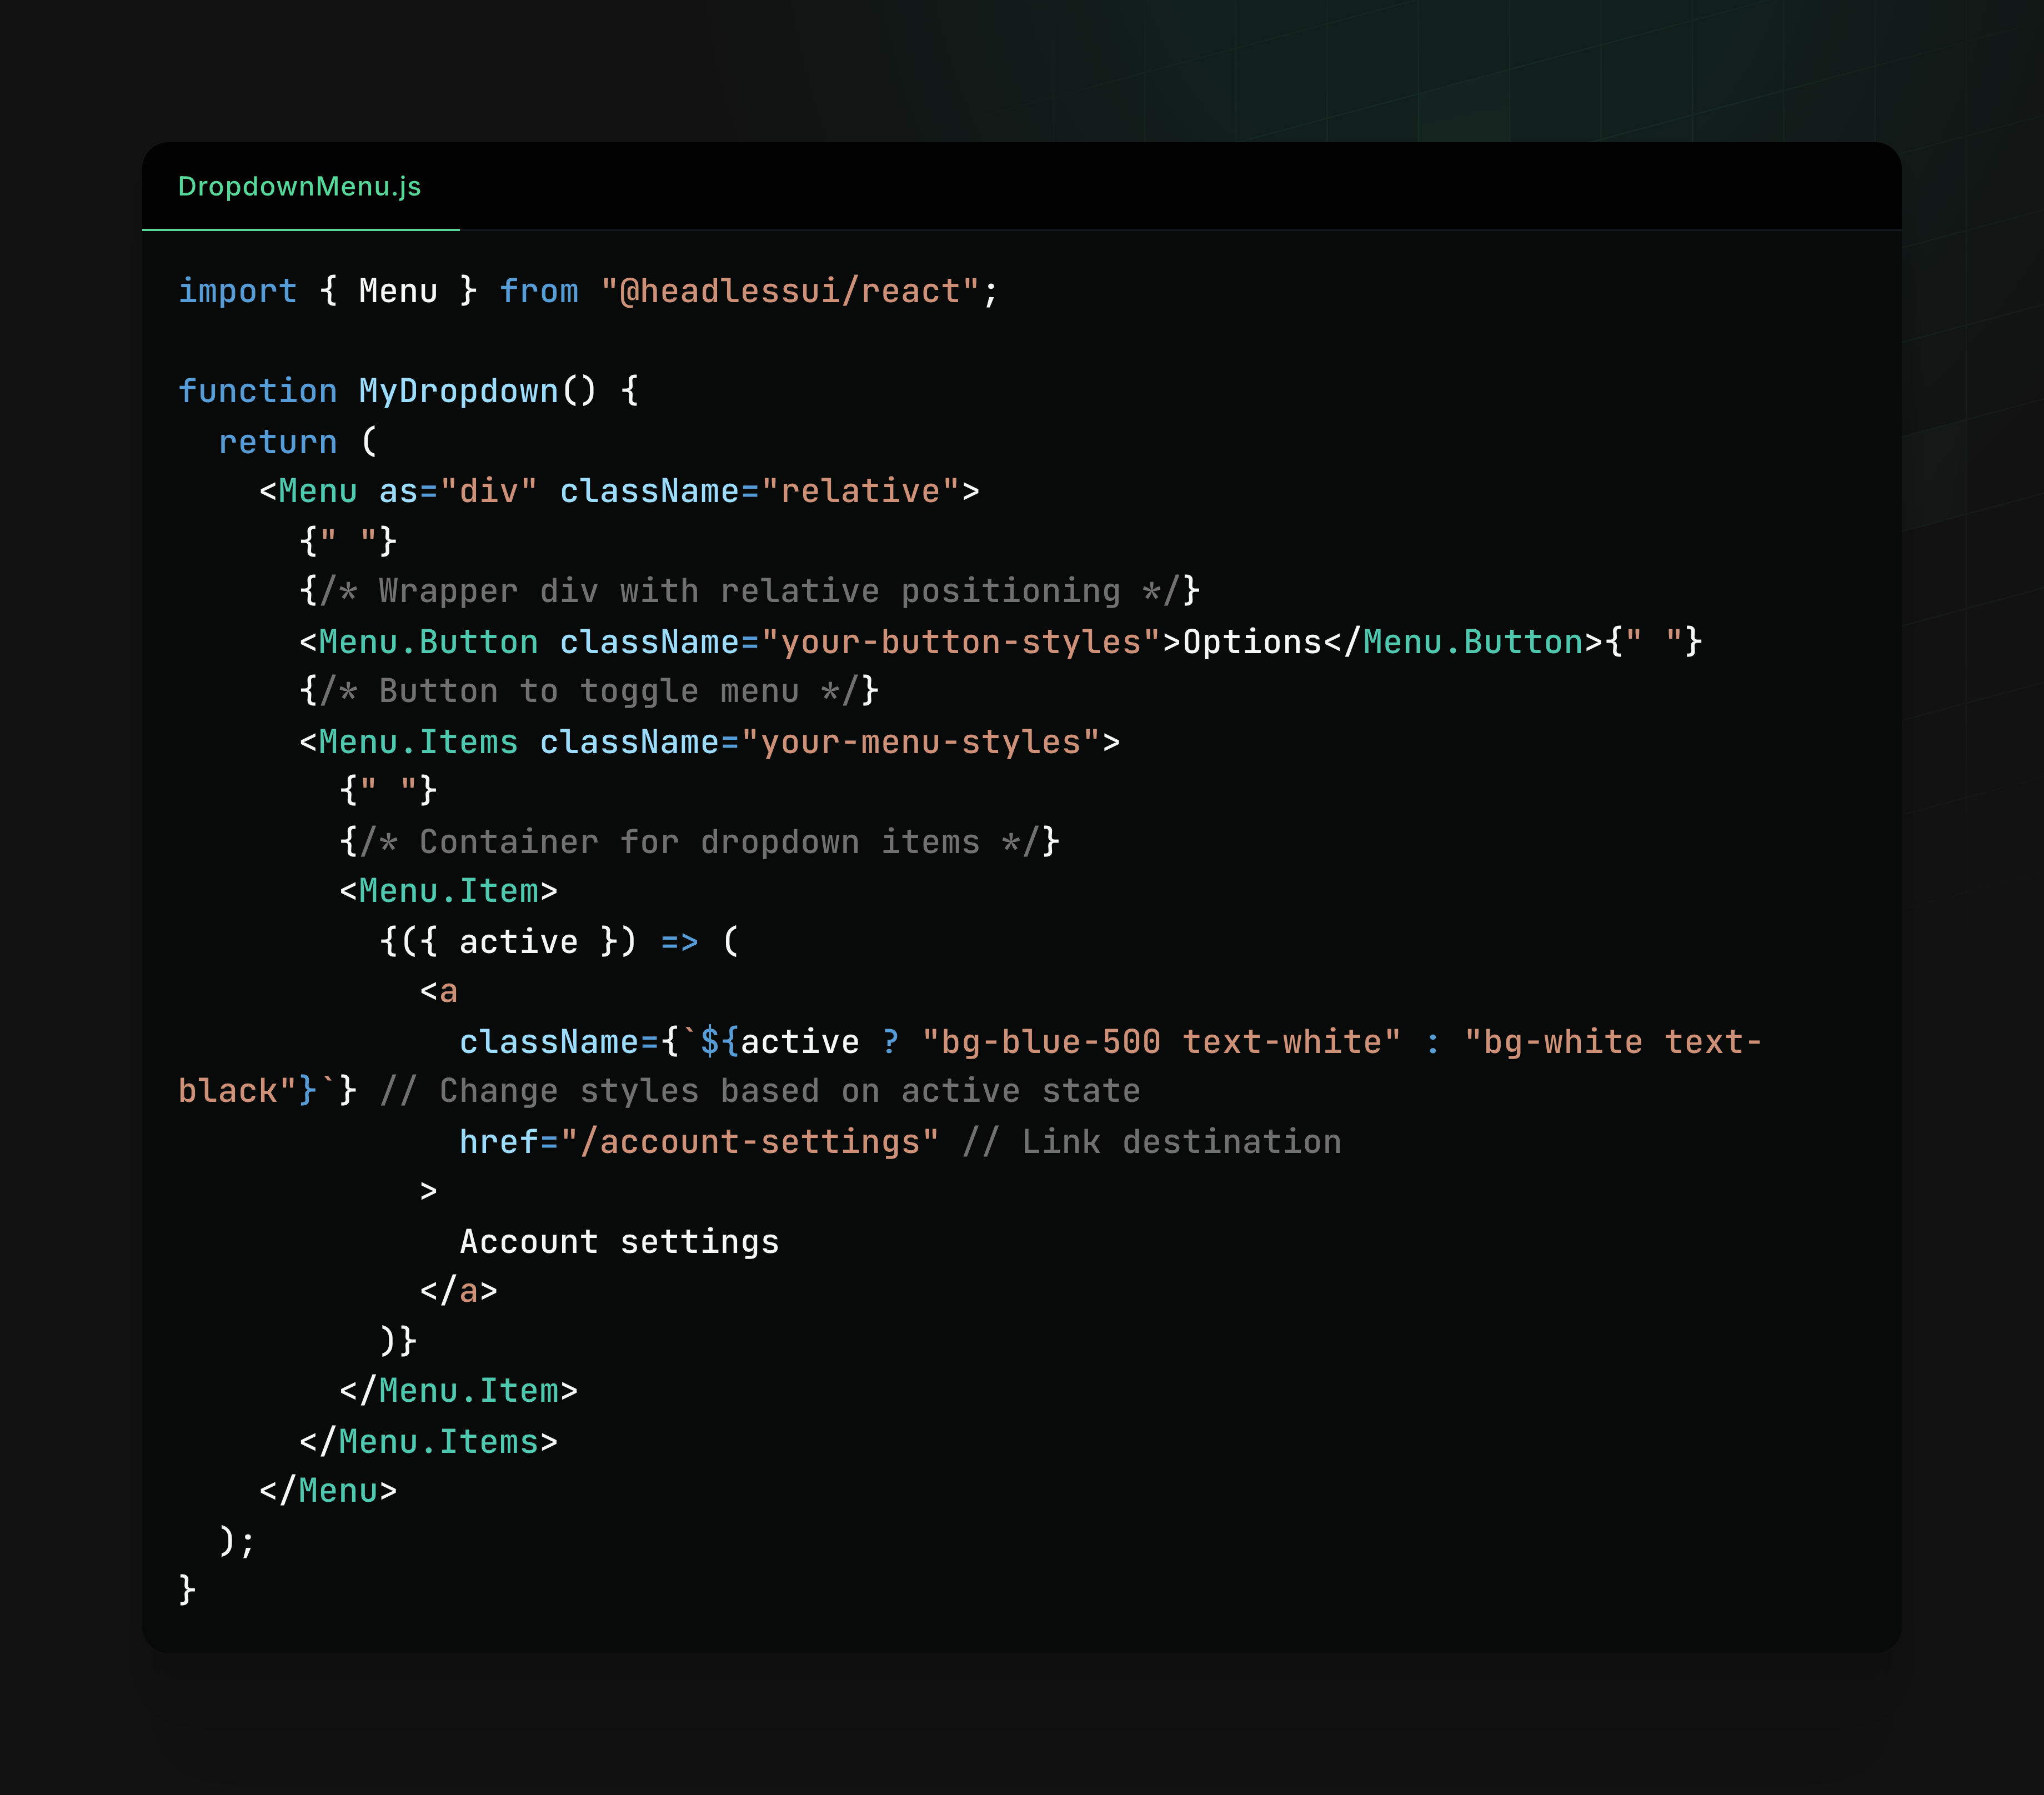 DropdownMenu.js
import { Menu } from "@headlessui/react";

function MyDropdown() {
  return (
    <Menu as="div" className="relative">
      {" "}
      {/* Wrapper div with relative positioning */}
      <Menu.Button className="your-button-styles">Options</Menu.Button>{" "}
      {/* Button to toggle menu */}
      <Menu.Items className="your-menu-styles">
        {" "}
        {/* Container for dropdown items */}
        <Menu.Item>
          {({ active }) => (
            <a
              className={`${active ? "bg-blue-500 text-white" : "bg-white text-
black"}`} // Change styles based on active state
              href="/account-settings" // Link destination
            >
              Account settings
            </a>
          )}
        </Menu.Item>
      </Menu.Items>
    </Menu>
  );
}